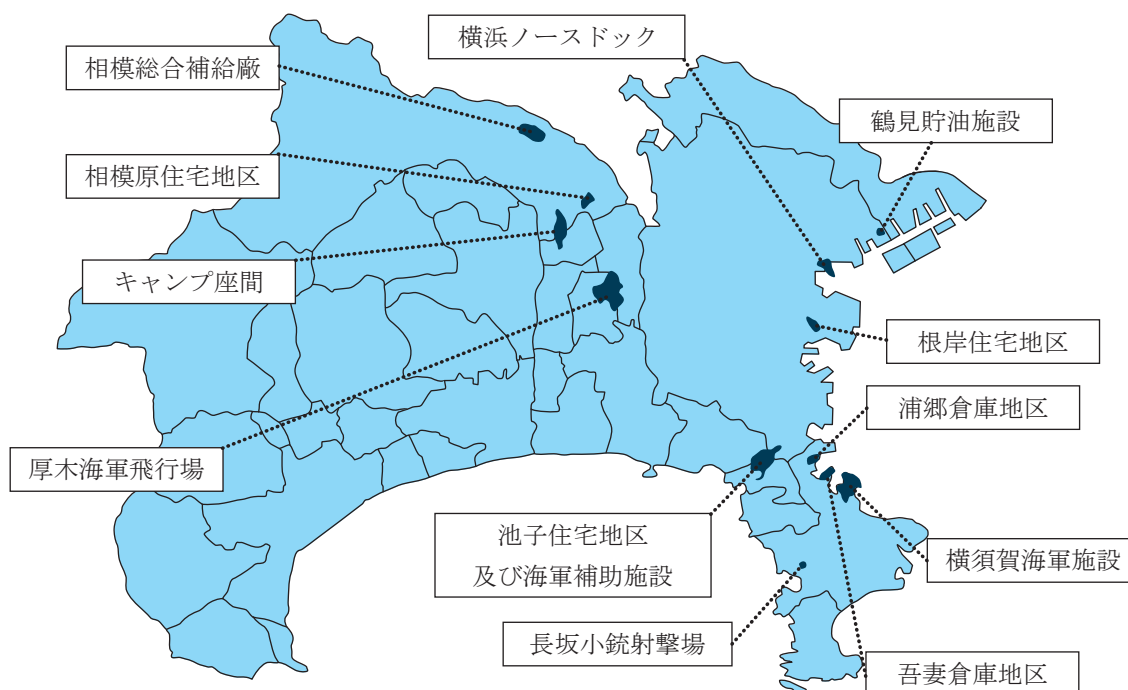 横浜ノースドック
相模総合補給廠
鶴見貯油施設
相模原住宅地区
キャンプ座間
根岸住宅地区
浦郷倉庫地区
厚木海軍飛行場
池子住宅地区
及び海軍補助施設
横須賀海軍施設
長坂小銃射撃場
吾妻倉庫地区